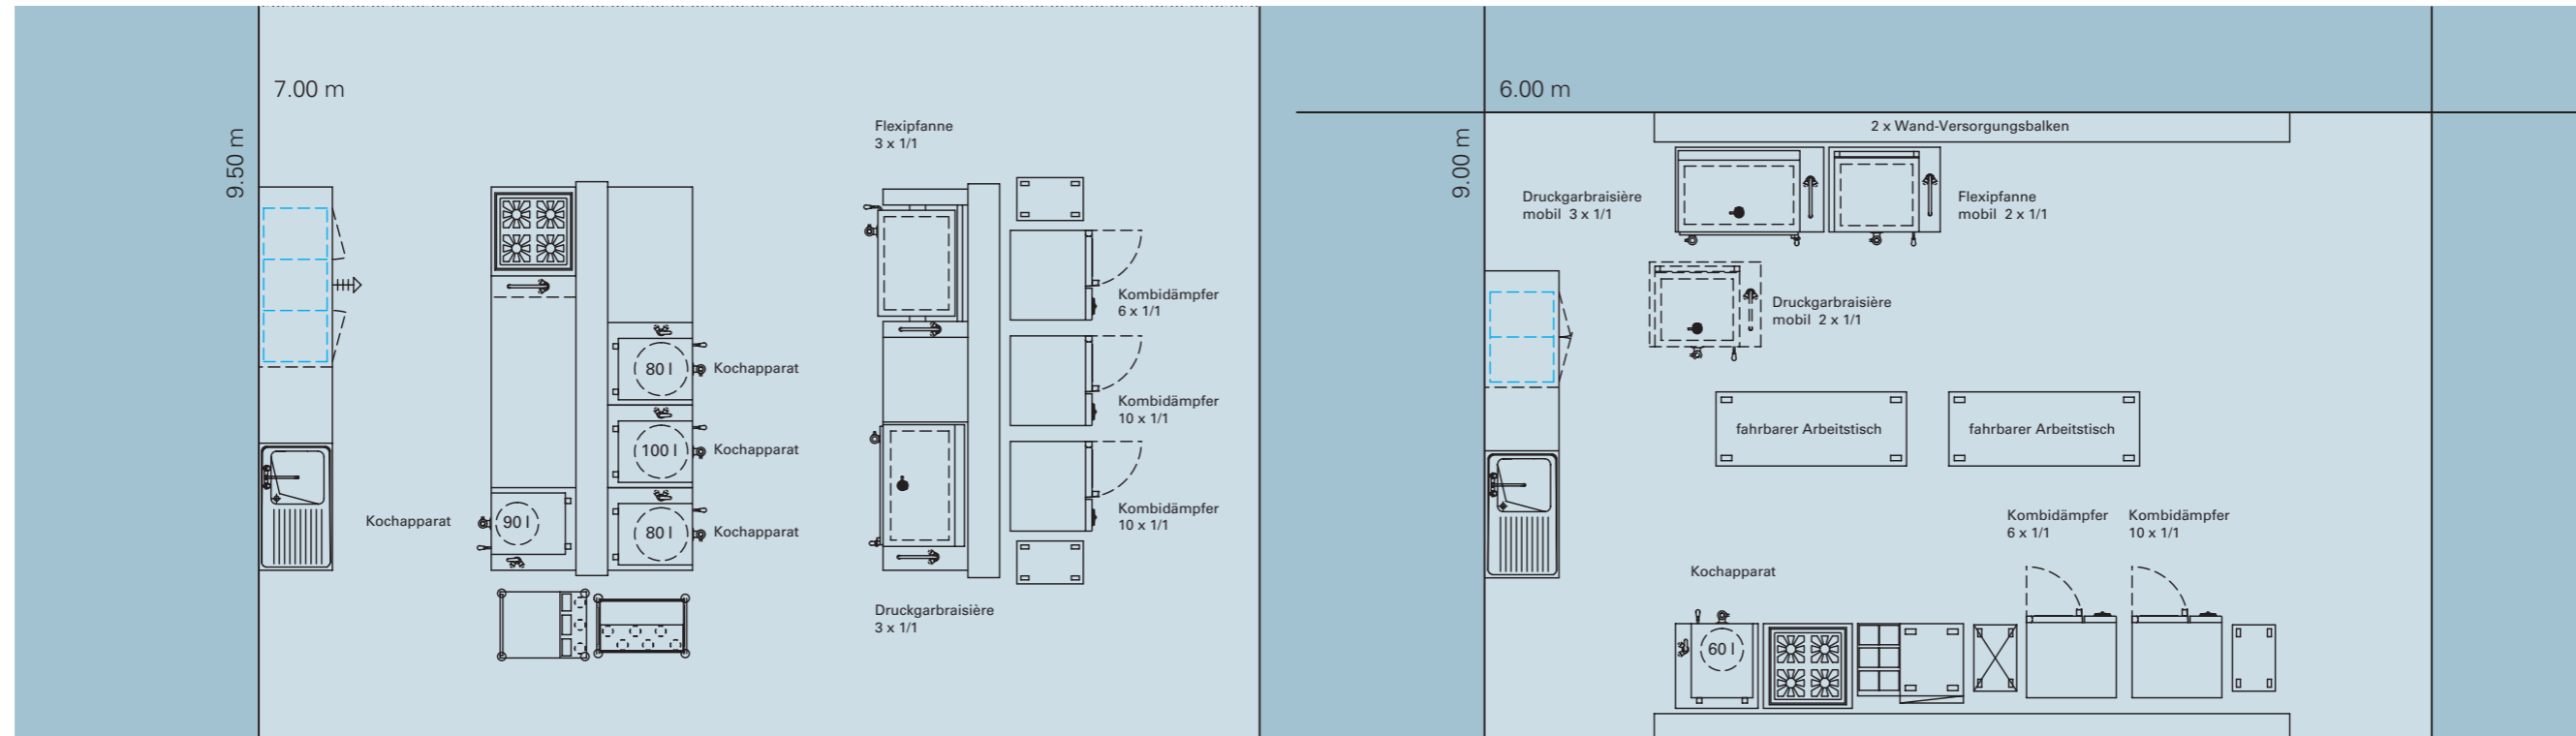 7.00 m
9.50 m
Flexipfanne
3 x 1/1
Kombidämpfer
6 x 1/1
80 l
Kochapparat
Kombidämpfer
10 x 1/1
100 l
Kochapparat
Kochapparat
90 l
80 l
Kochapparat
Kombidämpfer
10 x 1/1
Druckgarbraisière
3 x 1/1
6.00 m
9.00 m
2 x Wand-Versorgungsbalken
Druckgarbraisière
mobil 3 x 1/1
Flexipfanne
mobil 2 x 1/1
Druckgarbraisière
mobil 2 x 1/1
fahrbarer Arbeitstisch
fahrbarer Arbeitstisch
Kombidämpfer
6 x 1/1
Kombidämpfer
10 x 1/1
Kochapparat
60 l